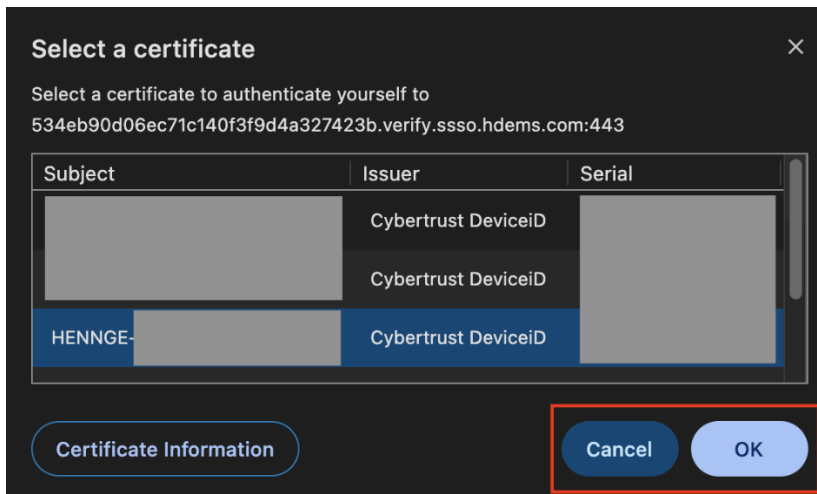 Select a certificate
Select a certificate to authenticate yourself to
534eb90d06ec71c140f3f9d4a327423b.verify.ssso.hdems.com:443
Subject Issuer Serial
Cybertrust DeviceiD
Cybertrust DeviceiD
HENNGE- Cybertrust DeviceiD
Certificate Information Cancel OK